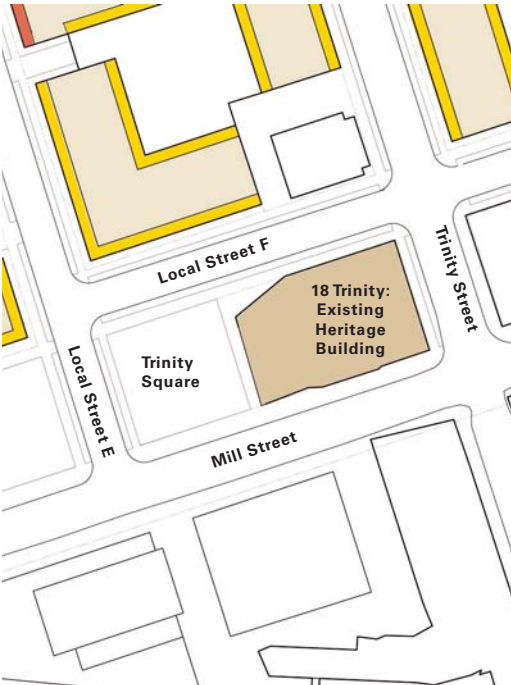 Local Street F
Trinity Street
18 Trinity:
Existing
Heritage
Building
Trinity
Square
Local Street E
Mill Street